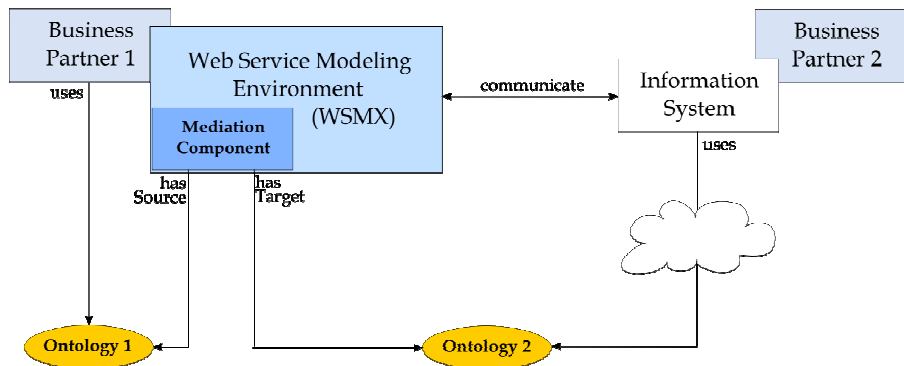 Business
Partner 1
Web Service Modeling
Environment
(WSMX)
Mediation
Component
communicate
Business
Partner 2
Information
System
uses
uses
has
Source
has
Target
Ontology 1
Ontology 2